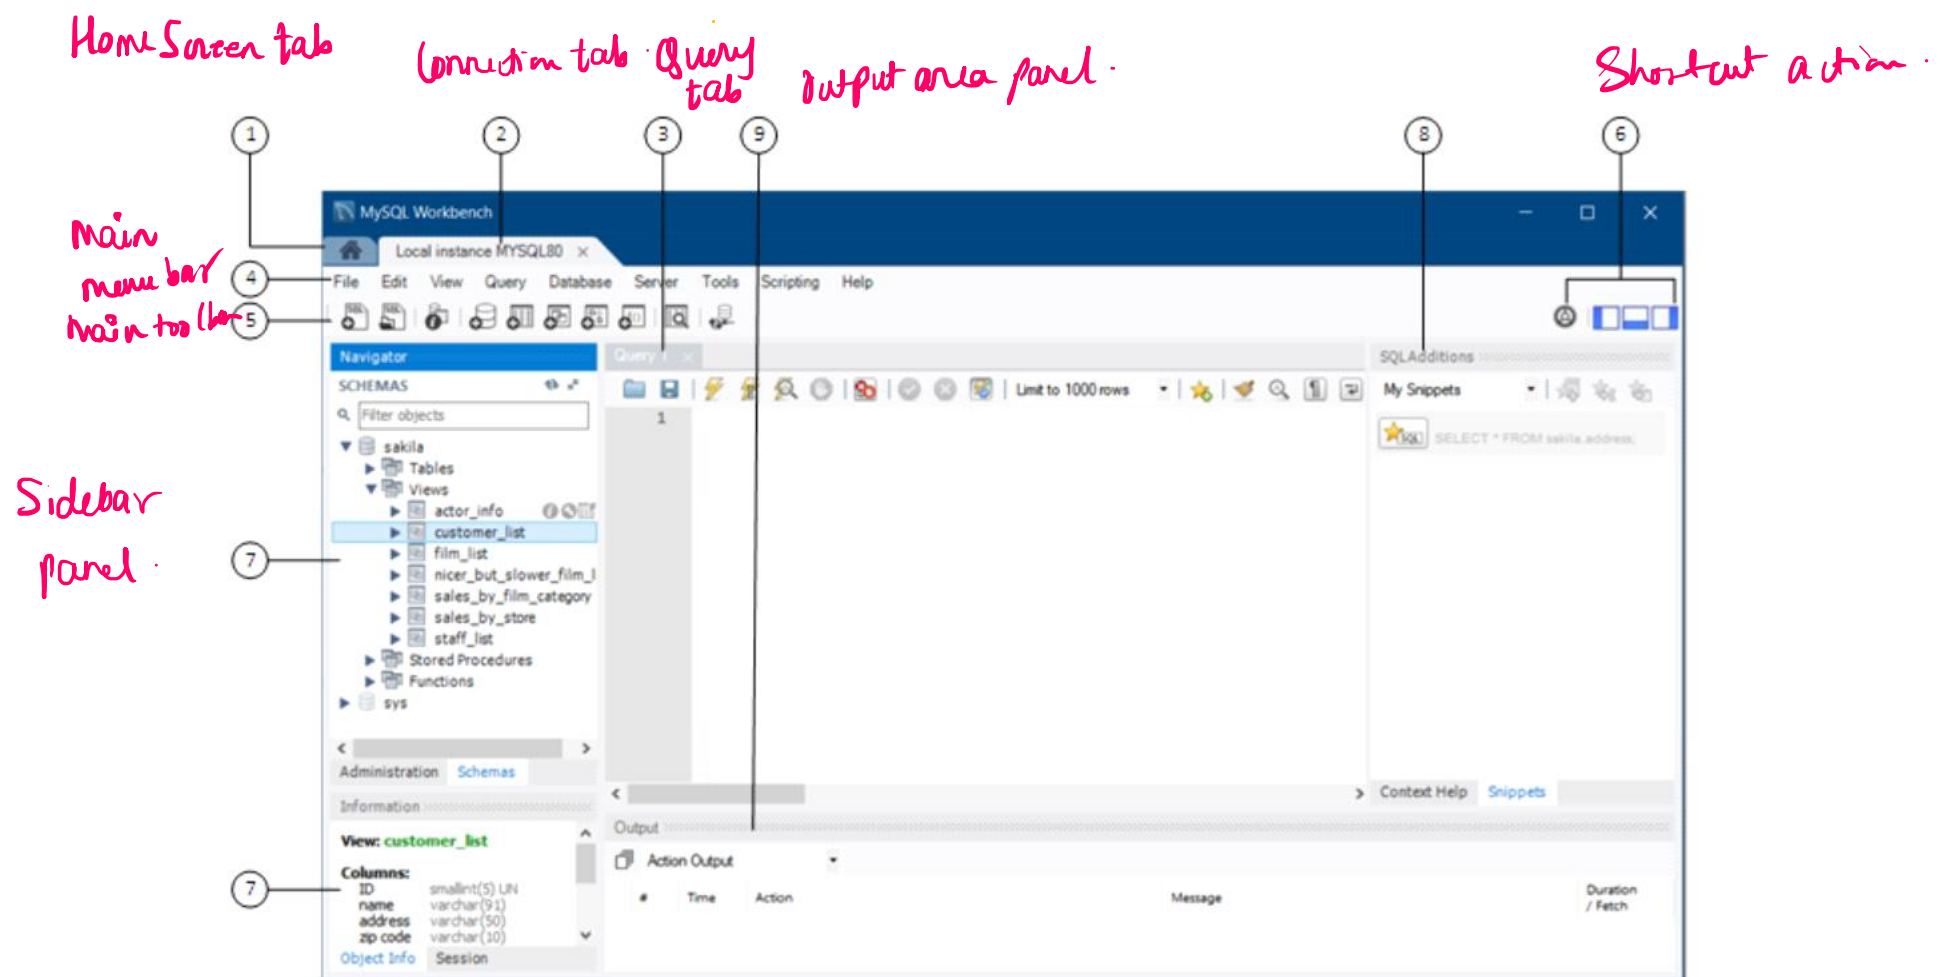 Home Screen tab
Connection tab
Query
tab
Output area panel.
Shortcut action.
1
2
3
9
8
6
MySQL Workbench
Main
menu bar
Local instance MYSQL80
4
File Edit View Query Database Server Tools Scripting Help
main toolbar
5
Navigator
Query 1
SQLAdditions
SCHEMAS
Limit to 1000 rows
My Snippets
Filter objects
1
SQL
SELECT * FROM sakila.address;
sakila
Tables
Views
actor_info
customer_list
film_list
nicer_but_slower_film_l
sales_by_film_category
sales_by_store
staff_list
Stored Procedures
Functions
sys
Sidebar
panel.
7
Administration Schemas
Context Help Snippets
Information
Output
View: customer_list
Action Output
Columns:
7
ID smallint(5) UN
name varchar(91)
address varchar(50)
zip code varchar(10)
# Time Action Message Duration
/ Fetch
Object Info Session